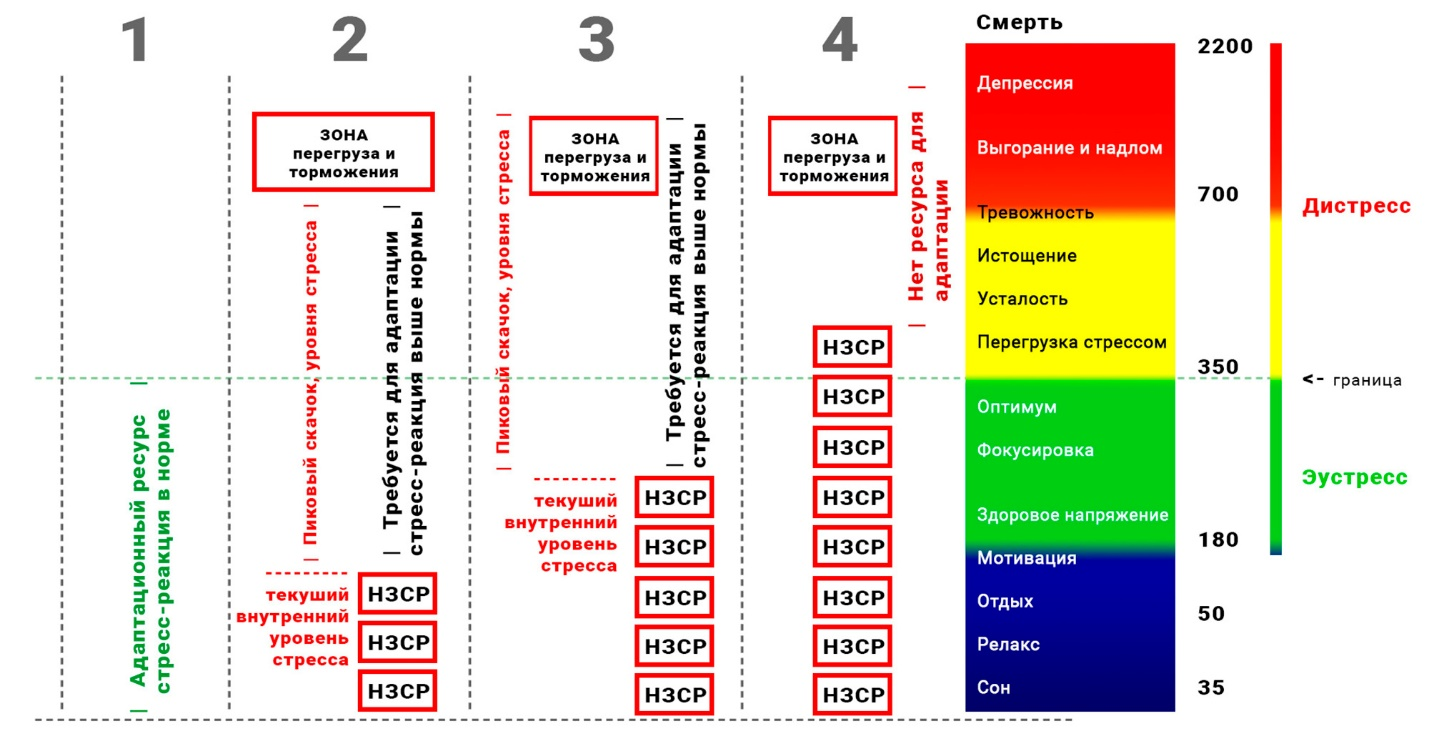 1
2
3
4
Адаптационный ресурс
стресс-реакция в норме
ЗОНА
перегруза и
торможения
Пиковый скачок, уровня стресса
Требуется для адаптации
стресс-реакция выше нормы
текуший
внутренний
уровень
стресса
НЗСР
НЗСР
НЗСР
Пиковый скачок, уровня стресса
ЗОНА
перегруза и
торможения
Требуется для адаптации
стресс-реакция выше нормы
текуший
внутренний
уровень
стресса
НЗСР
НЗСР
НЗСР
НЗСР
НЗСР
ЗОНА
перегруза и
торможения
Нет ресурса для
адаптации
НЗСР
НЗСР
НЗСР
НЗСР
НЗСР
НЗСР
НЗСР
НЗСР
Смерть
Депрессия
Выгорание и надлом
Тревожность
Истощение
Усталость
Перегрузка стрессом
Оптимум
Фокусировка
Здоровое напряжение
Мотивация
Отдых
Релакс
Сон
2200
700
350
180
50
35
Дистресс
<- граница
Эустресс